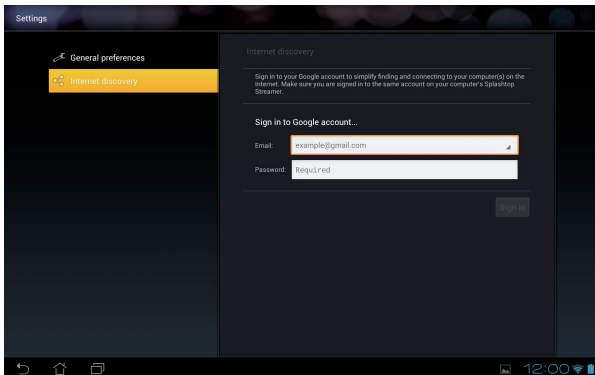 Settings
General preferences
Internet discovery
Internet discovery
Sign in to your Google account to simplify finding and connecting to your computer(s) on the
Internet. Make sure you are signed in to the same account on your computer's Splashtop
Streamer.
Sign in to Google account...
Email: example@gmail.com
Password: Required
Sign in
12:00